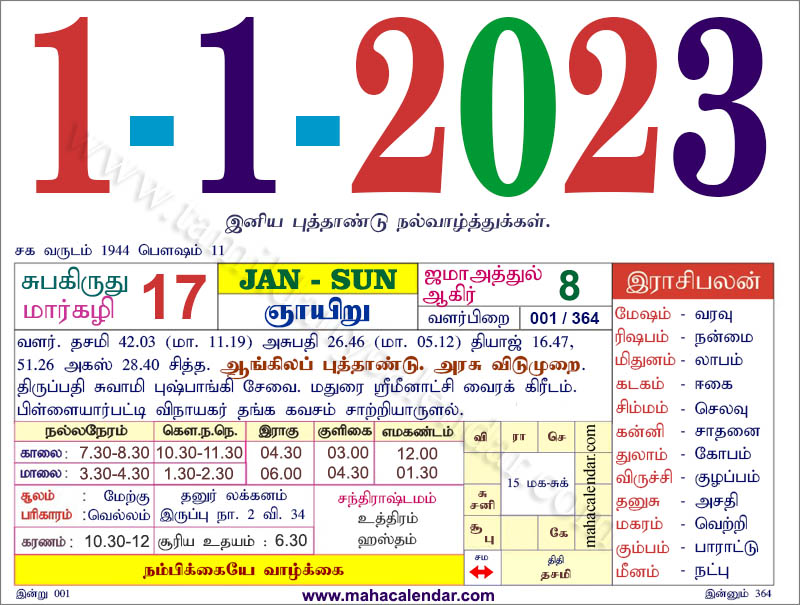 1-1-2023
இனிய புத்தாண்டு நல்வாழ்த்துக்கள்.
சக வருடம் 1944 பௌஷம் 11
சுபகிருது
மார்கழி 17
JAN - SUN
ஞாயிறு
ஜமாஅத்துல்
ஆகிர் 8
வளர்பிறை 001 / 364
வளர். தசமி 42.03 (மா. 11.19) அசுபதி 26.46 (மா. 05.12) தியாஜ் 16.47,
51.26 அகஸ் 28.40 சித்த. ஆங்கிலப் புத்தாண்டு. அரசு விடுமுறை.
திருப்பதி சுவாமி புஷ்பாங்கி சேவை. மதுரை ஸ்ரீமீனாட்சி வைரக் கிரீடம்.
பிள்ளையார்பட்டி விநாயகர் தங்க கவசம் சாற்றியாருளல்.
நல்லநேரம் கௌ.ந.நெ. இராகு குளிகை எமகண்டம்
காலை: 7.30-8.30 10.30-11.30 04.30 03.00 12.00
மாலை: 3.30-4.30 1.30-2.30 06.00 04.30 01.30
சூலம் : மேற்கு
பரிகாரம் :வெல்லம்
தனுர் லக்கனம்
இருப்பு நா. 2 வி. 34
சந்திராஷ்டமம்
உத்திரம்
ஹஸ்தம்
கரணம்: 10.30-12 சூரிய உதயம் : 6.30
நம்பிக்கையே வாழ்க்கை
வி ரா செ
15 மக-சுக்
சு
சனி
சூ
பு
கே
சம
திதி
தசமி
mahacalendar.com
இராசிபலன்
மேஷம் - வரவு
ரிஷபம் - நன்மை
மிதுனம் - லாபம்
கடகம் - ஈகை
சிம்மம் - செலவு
கன்னி - சாதனை
துலாம் - கோபம்
விருச்சி - குழப்பம்
தனுசு - அசதி
மகரம் - வெற்றி
கும்பம் - பாராட்டு
மீனம் - நட்பு
இன்று 001
www.mahacalendar.com
இன்னும் 364